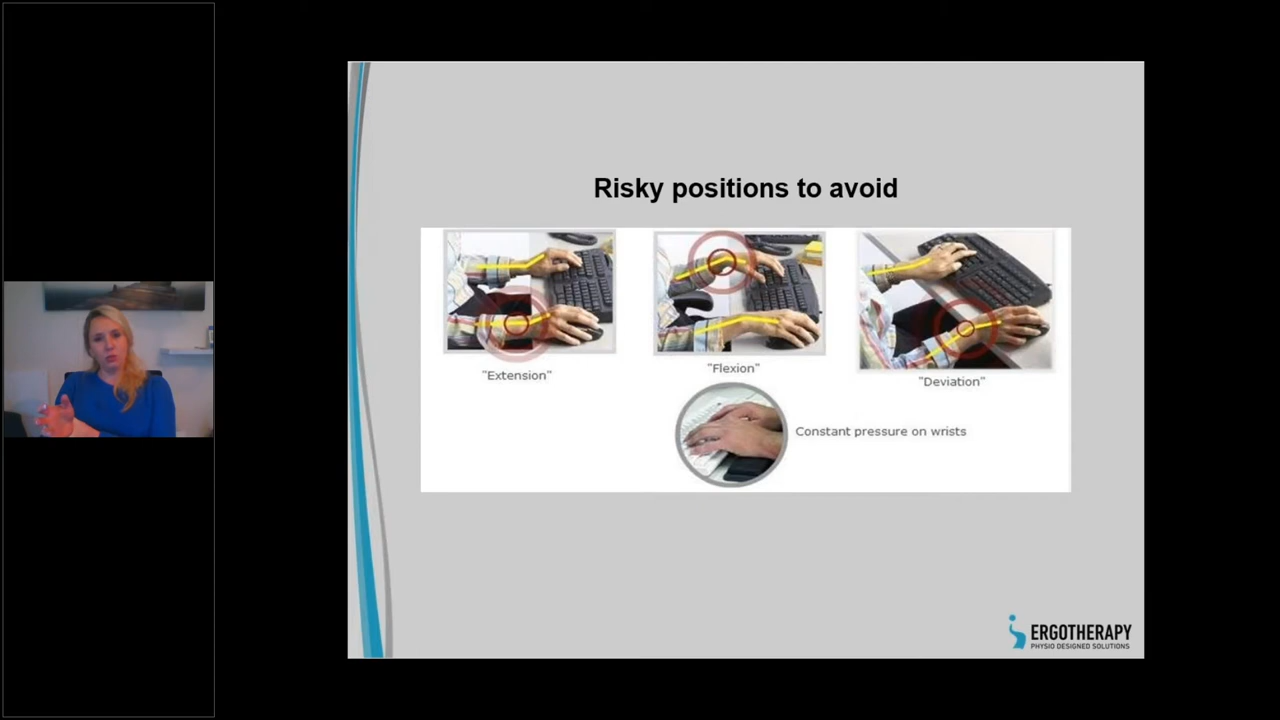 Risky positions to avoid
"Extension"
"Flexion"
"Deviation"
Constant pressure on wrists
ERGOTHERAPY
PHYSIO DESIGNED SOLUTIONS